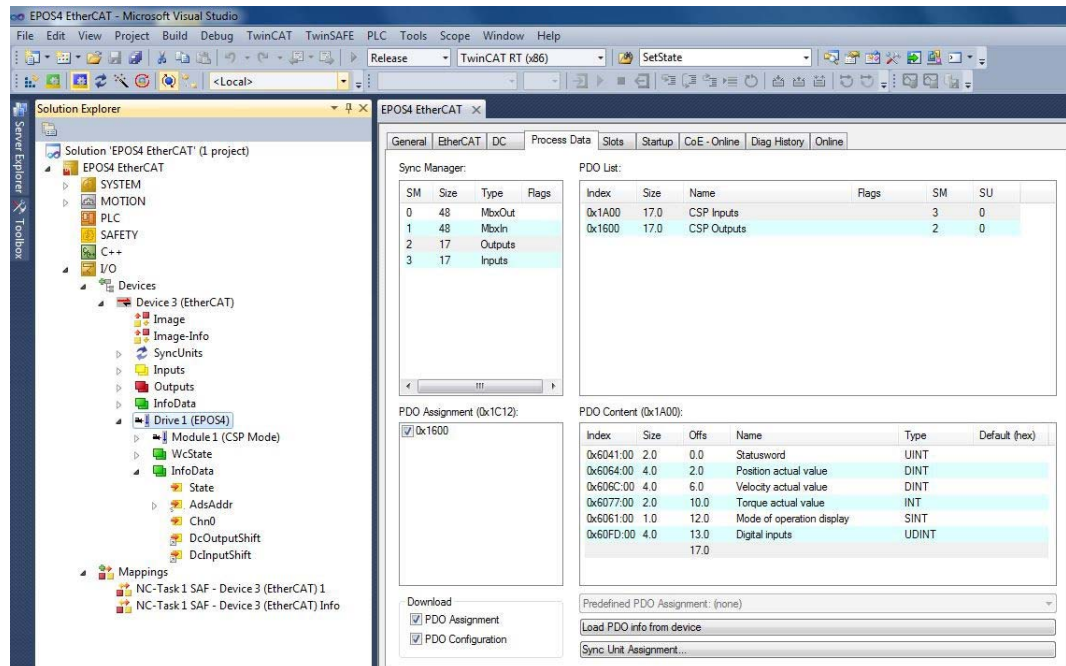 EPOS4 EtherCAT - Microsoft Visual Studio
File Edit View Project Build Debug TwinCAT TwinSAFE PLC Tools Scope Window Help
Release TwinCAT RT (x86) SetState
<Local>
Server Explorer
Toolbox
Solution Explorer
Solution 'EPOS4 EtherCAT' (1 project)
EPOS4 EtherCAT
SYSTEM
MOTION
PLC
SAFETY
C++
I/O
Devices
Device 3 (EtherCAT)
Image
Image-Info
SyncUnits
Inputs
Outputs
InfoData
Drive 1 (EPOS4)
Module 1 (CSP Mode)
WcState
InfoData
State
AdsAddr
Chn0
DcOutputShift
DcInputShift
Mappings
NC-Task 1 SAF - Device 3 (EtherCAT) 1
NC-Task 1 SAF - Device 3 (EtherCAT) Info
EPOS4 EtherCAT
General EtherCAT DC Process Data Slots Startup CoE - Online Diag History Online
Sync Manager:
SM Size Type Flags
0 48 MbxOut
1 48 MbxIn
2 17 Outputs
3 17 Inputs
PDO List:
Index Size Name Flags SM SU
0x1A00 17.0 CSP Inputs 3 0
0x1600 17.0 CSP Outputs 2 0
PDO Assignment (0x1C12):
0x1600
PDO Content (0x1A00):
Index Size Offs Name Type Default (hex)
0x6041:00 2.0 0.0 Statusword UINT
0x6064:00 4.0 2.0 Position actual value DINT
0x606C:00 4.0 6.0 Velocity actual value DINT
0x6077:00 2.0 10.0 Torque actual value INT
0x6061:00 1.0 12.0 Mode of operation display SINT
0x60FD:00 4.0 13.0 Digital inputs UDINT
17.0
Download
PDO Assignment
PDO Configuration
Predefined PDO Assignment: (none)
Load PDO info from device
Sync Unit Assignment...